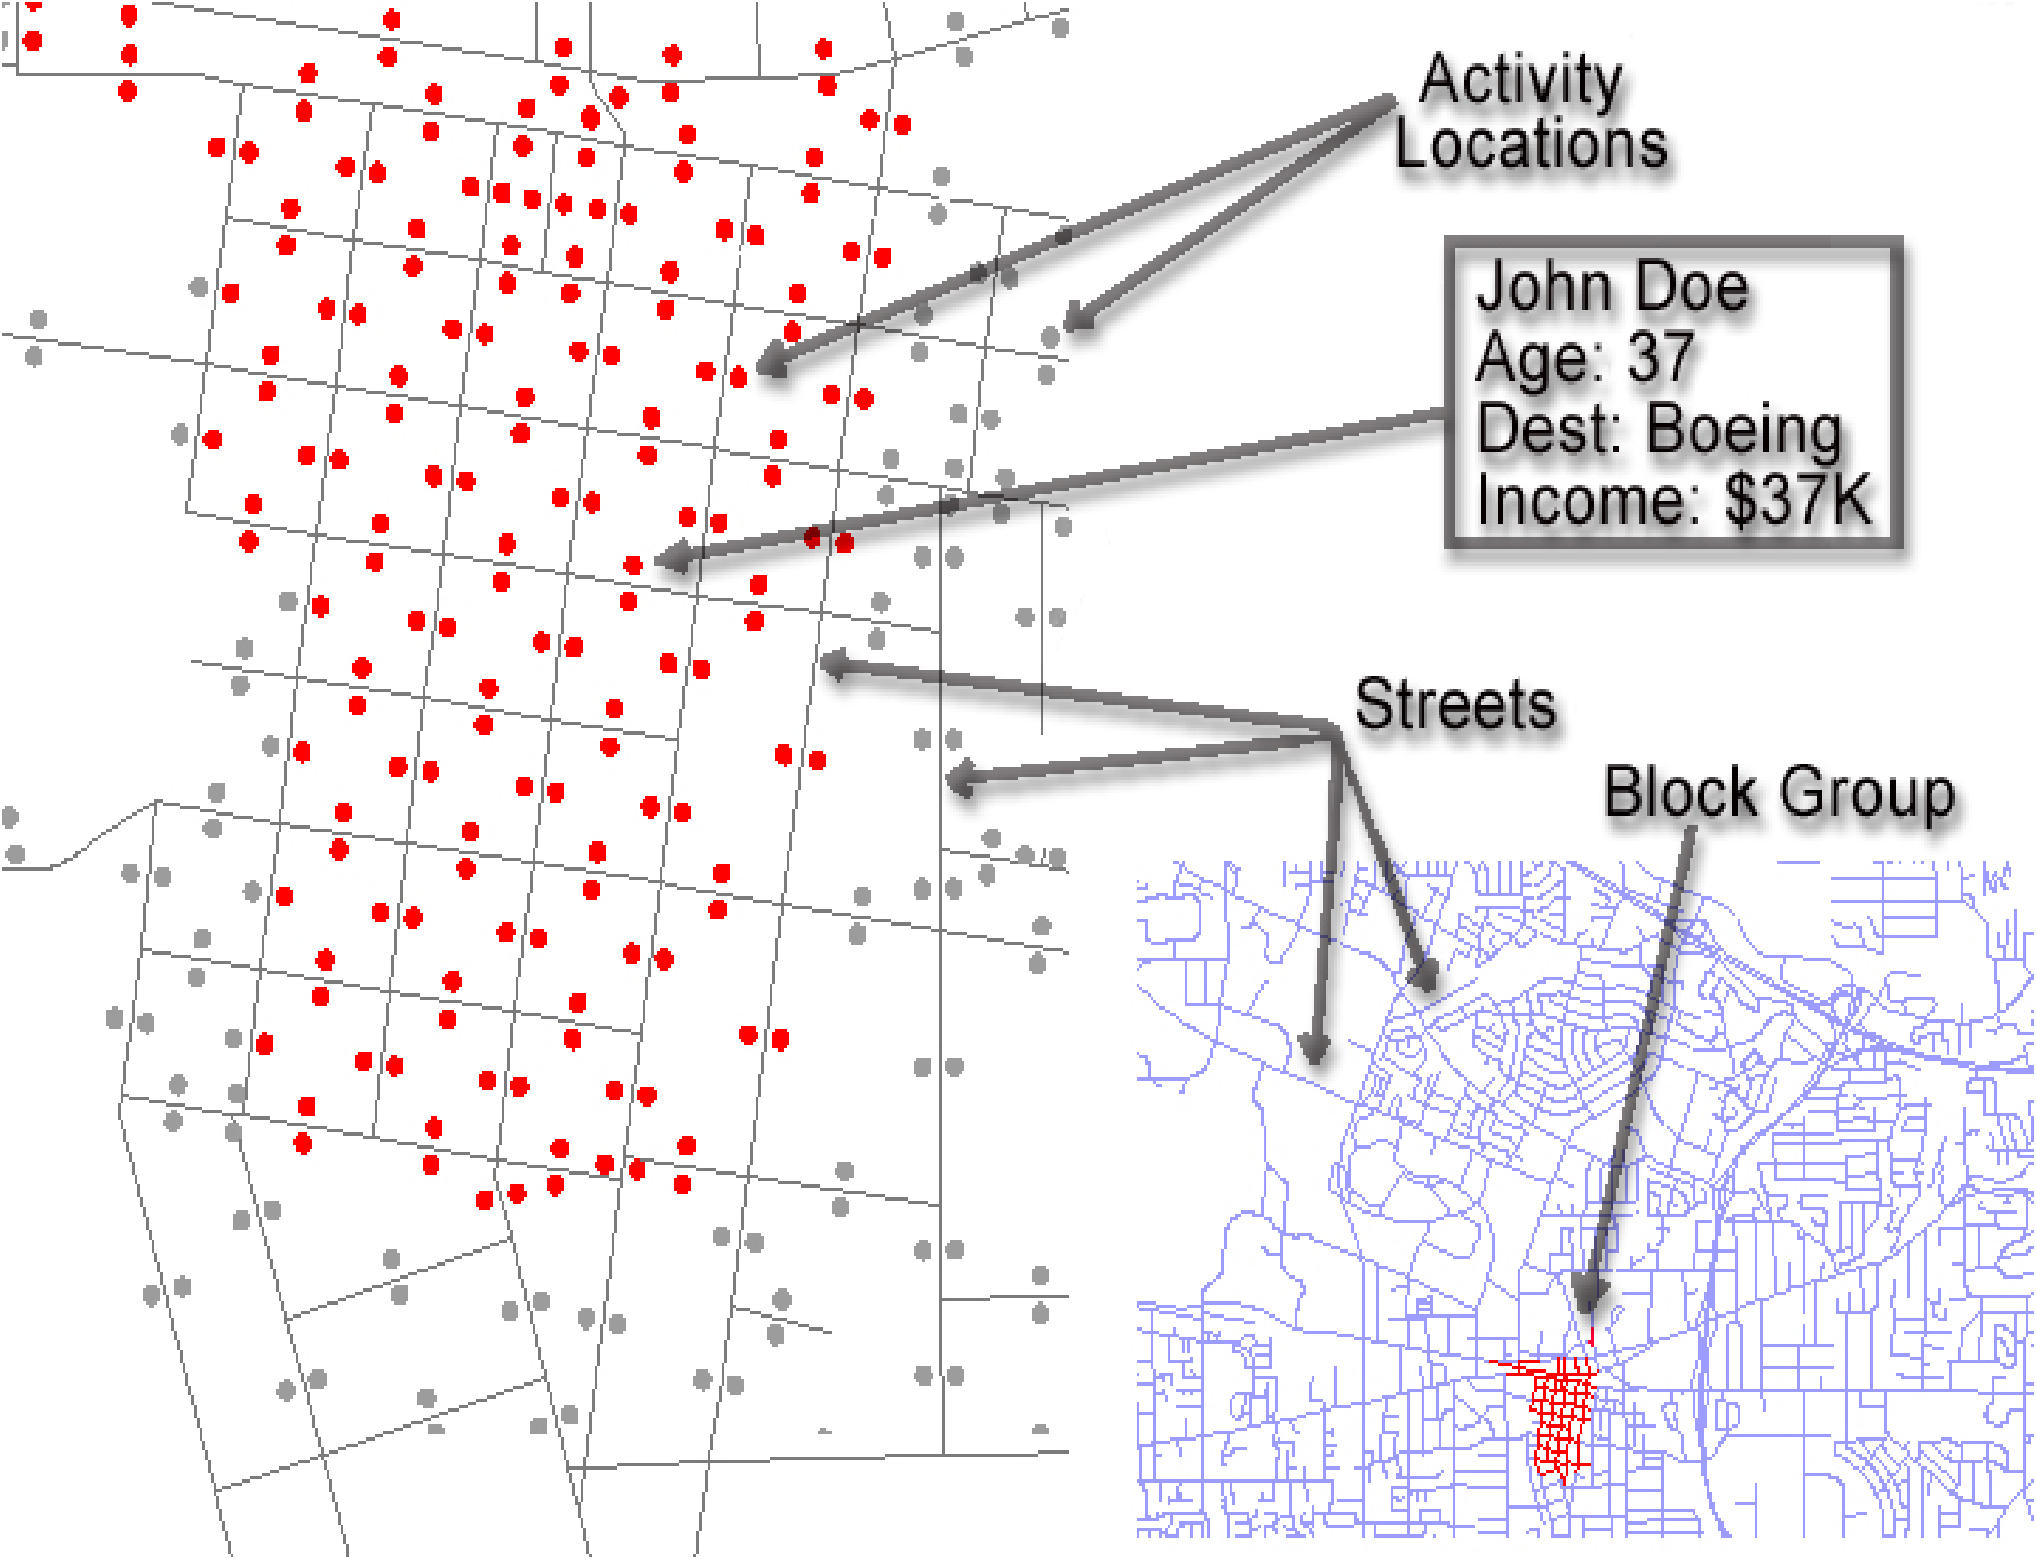 Activity
Locations
John Doe
Age: 37
Dest: Boeing
Income: $37K
Streets
Block Group